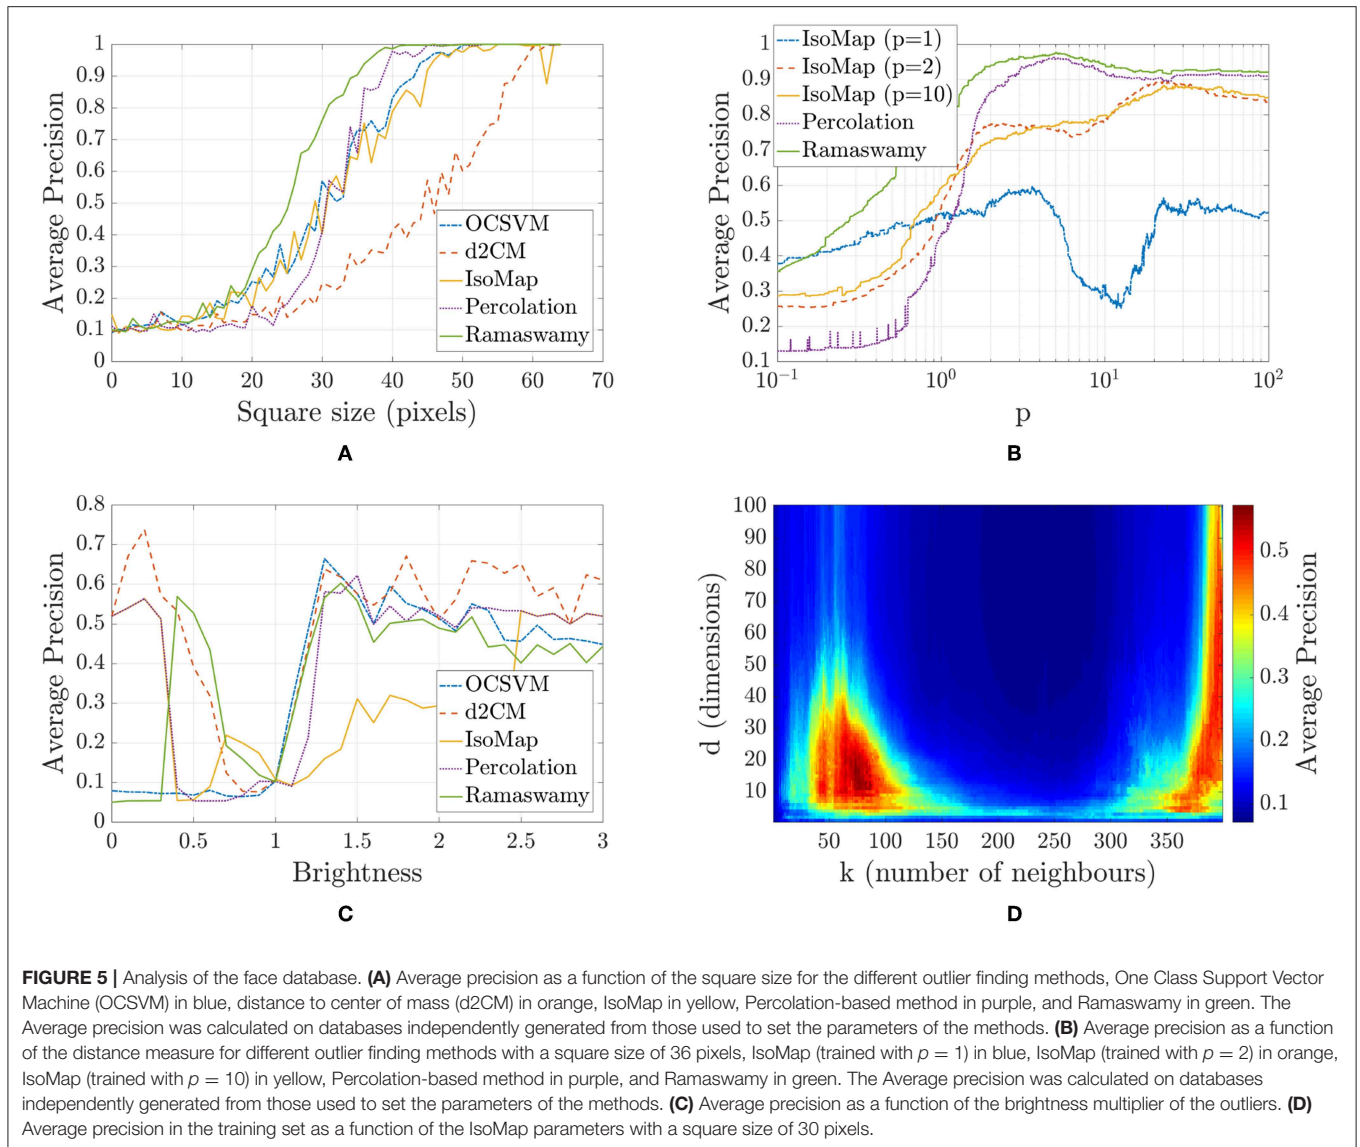 1
0.9
0.8
0.7
0.6
0.5
0.4
0.3
0.2
0.1
0
Average Precision
0 10 20 30 40 50 60 70
Square size (pixels)
OCSVM
d2CM
IsoMap
Percolation
Ramaswamy
A
1
0.9
0.8
0.7
0.6
0.5
0.4
0.3
0.2
0.1
Average Precision
10⁻¹ 10⁰ 10¹ 10²
p
IsoMap (p=1)
IsoMap (p=2)
IsoMap (p=10)
Percolation
Ramaswamy
B
0.8
0.7
0.6
0.5
0.4
0.3
0.2
0.1
0
Average Precision
0 0.5 1 1.5 2 2.5 3
Brightness
OCSVM
d2CM
IsoMap
Percolation
Ramaswamy
C
100
90
80
70
60
50
40
30
20
10
d (dimensions)
50 100 150 200 250 300 350
k (number of neighbours)
0.5
0.4
0.3
0.2
0.1
Average Precision
D
FIGURE 5 | Analysis of the face database. (A) Average precision as a function of the square size for the different outlier finding methods, One Class Support Vector
Machine (OCSVM) in blue, distance to center of mass (d2CM) in orange, IsoMap in yellow, Percolation-based method in purple, and Ramaswamy in green. The
Average precision was calculated on databases independently generated from those used to set the parameters of the methods. (B) Average precision as a function
of the distance measure for different outlier finding methods with a square size of 36 pixels, IsoMap (trained with p = 1) in blue, IsoMap (trained with p = 2) in orange,
IsoMap (trained with p = 10) in yellow, Percolation-based method in purple, and Ramaswamy in green. The Average precision was calculated on databases
independently generated from those used to set the parameters of the methods. (C) Average precision as a function of the brightness multiplier of the outliers. (D)
Average precision in the training set as a function of the IsoMap parameters with a square size of 30 pixels.